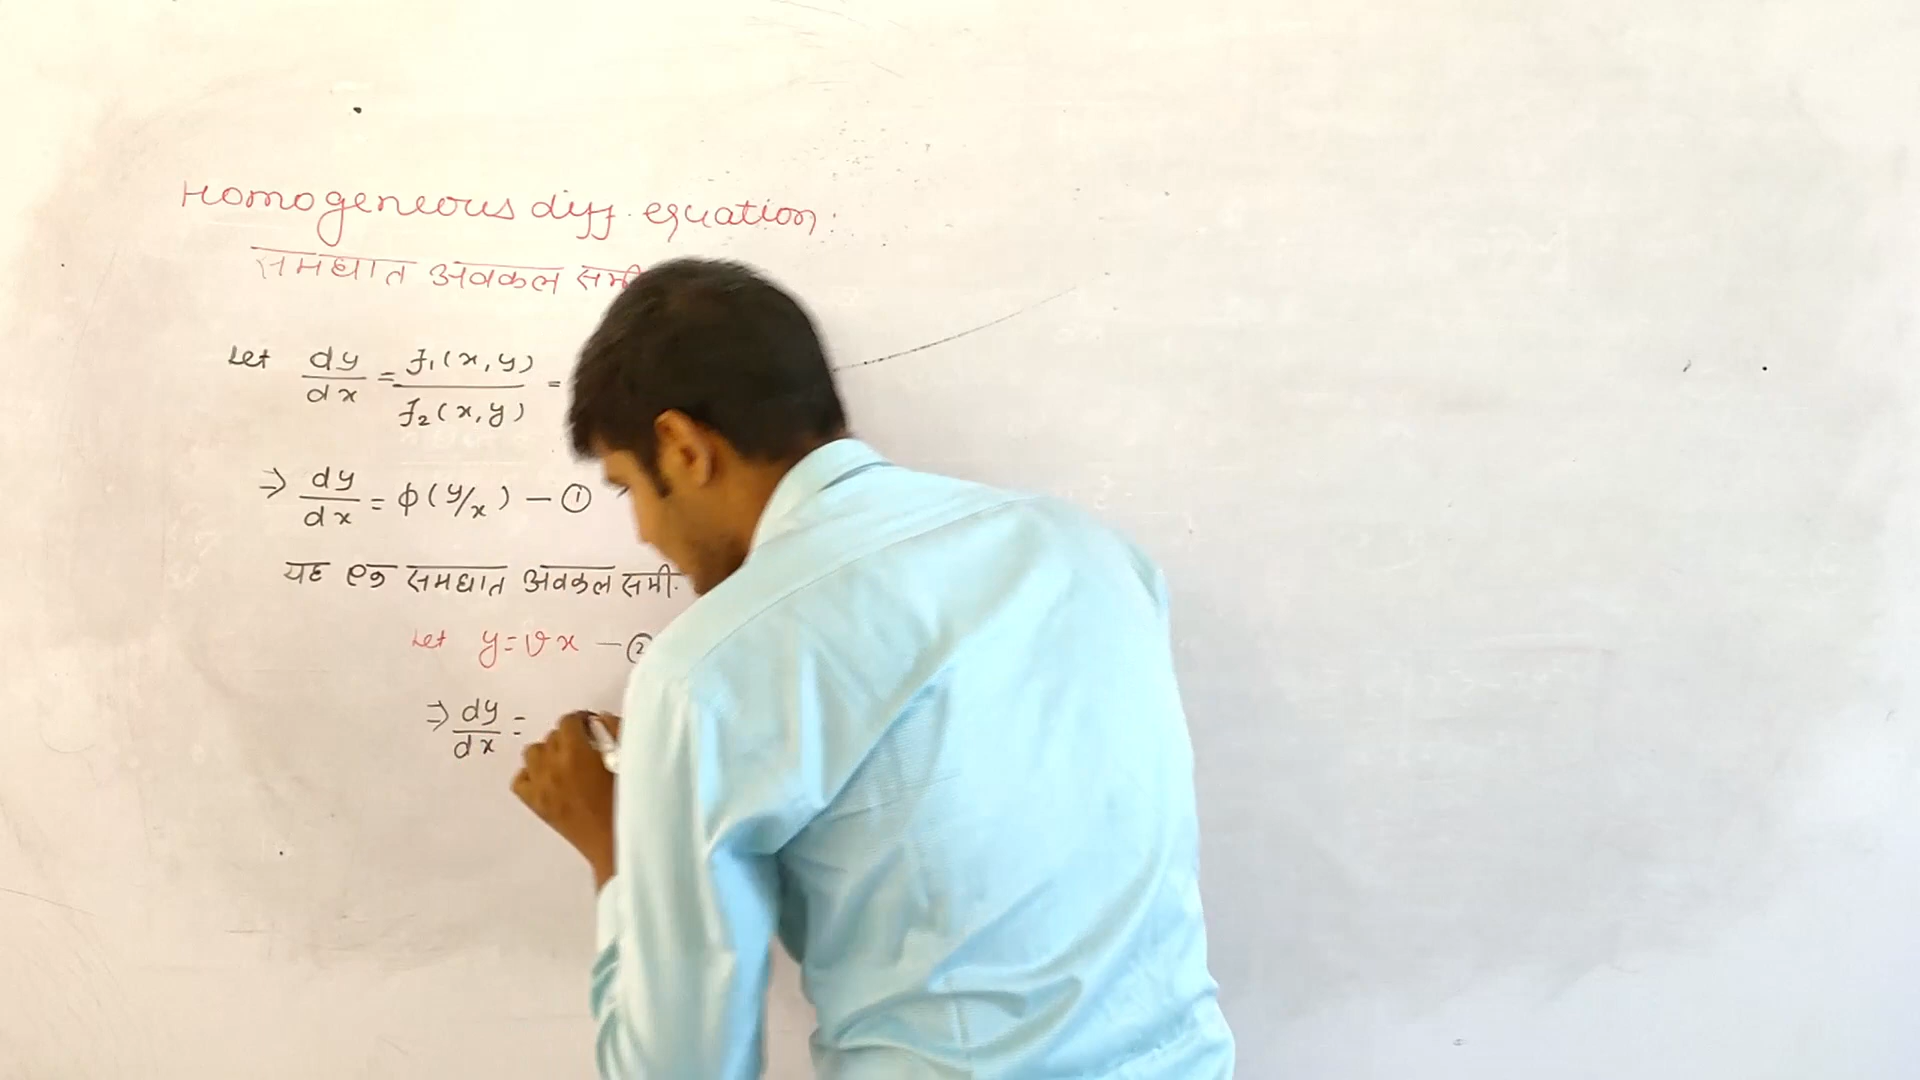 Homogeneous diff. equation:
समघात अवकल समी
Let dy/dx = f₁(x,y)/f₂(x,y) =
⇒ dy/dx = ϕ(y/x) — ①
यह एक समघात अवकल समी.
Let y=vx — ②
⇒ dy/dx =